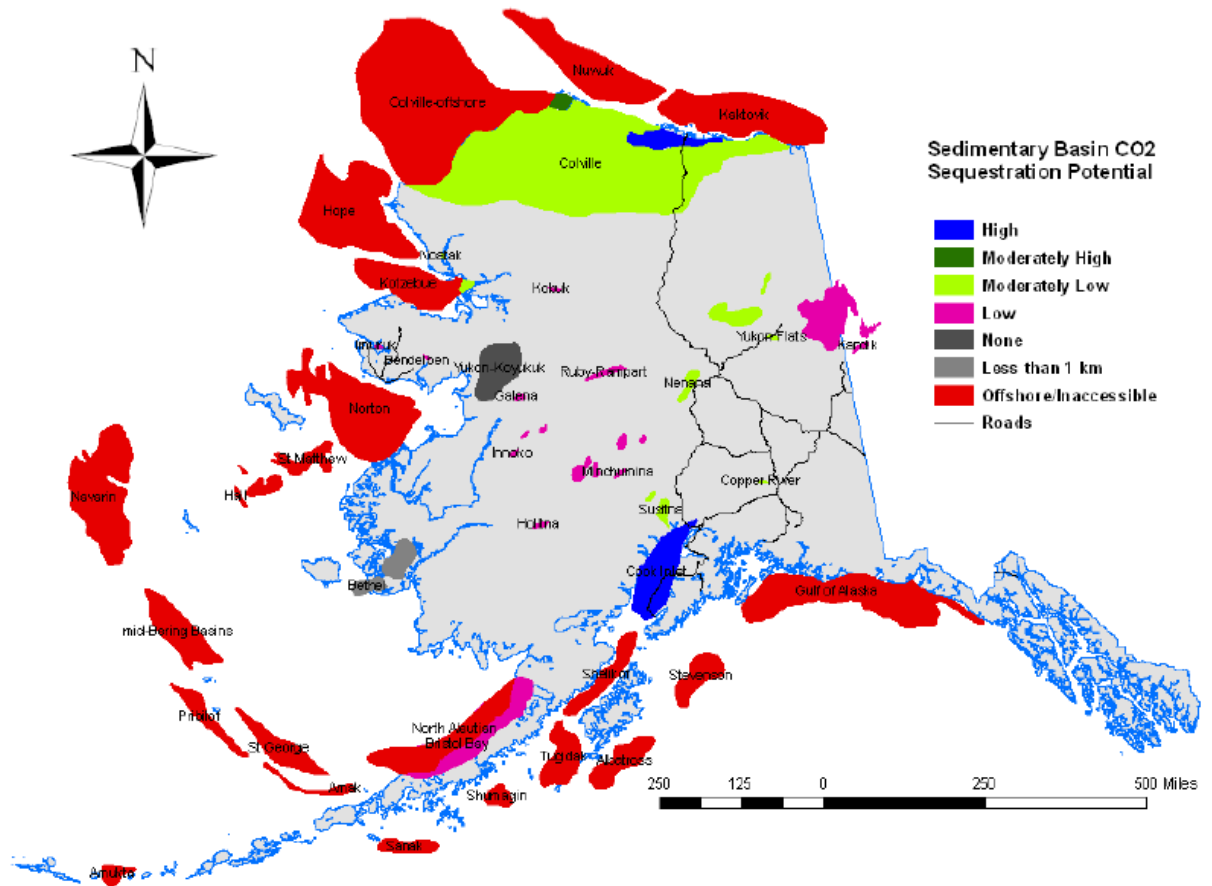 N
Nuwuk
Colville-offshore
Kaktovik
Sedimentary Basin CO2
Sequestration Potential
Colville
Hope
High
Noatak
Moderately High
Kotzebue
Kokuk
Moderately Low
Low
Yukon Flats
Kandik
None
Imuruk
Bendeleben
Yukon-Koyukuk
Ruby-Rampart
Less than 1 km
Nenana
Galena
Offshore/Inaccessible
Norton
Roads
Innoko
St Matthew
Minchumina
Hall
Navarin
Copper River
Susitna
Holitna
Cook Inlet
Bethel
Gulf of Alaska
mid-Boring Basins
Shelikof
Stevenson
Pribilof
North Aleutian
Bristol Bay
St George
Tugidak
Albatross
Amak
Shumagin
250 125 0 250 500 Miles
Sanak
Amukta